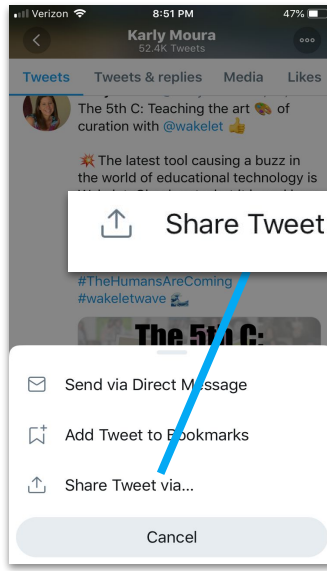 Verizon 8:51 PM 47%
Karly Moura
52.4K Tweets
Tweets Tweets & replies Media Likes
The 5th C: Teaching the art 🎨 of
curation with @wakelet 👍
💥 The latest tool causing a buzz in
the world of educational technology is
Share Tweet
#TheHumansAreComing
#wakeletwave 🌊
The 5th C:
Send via Direct Message
Add Tweet to Bookmarks
Share Tweet via...
Cancel